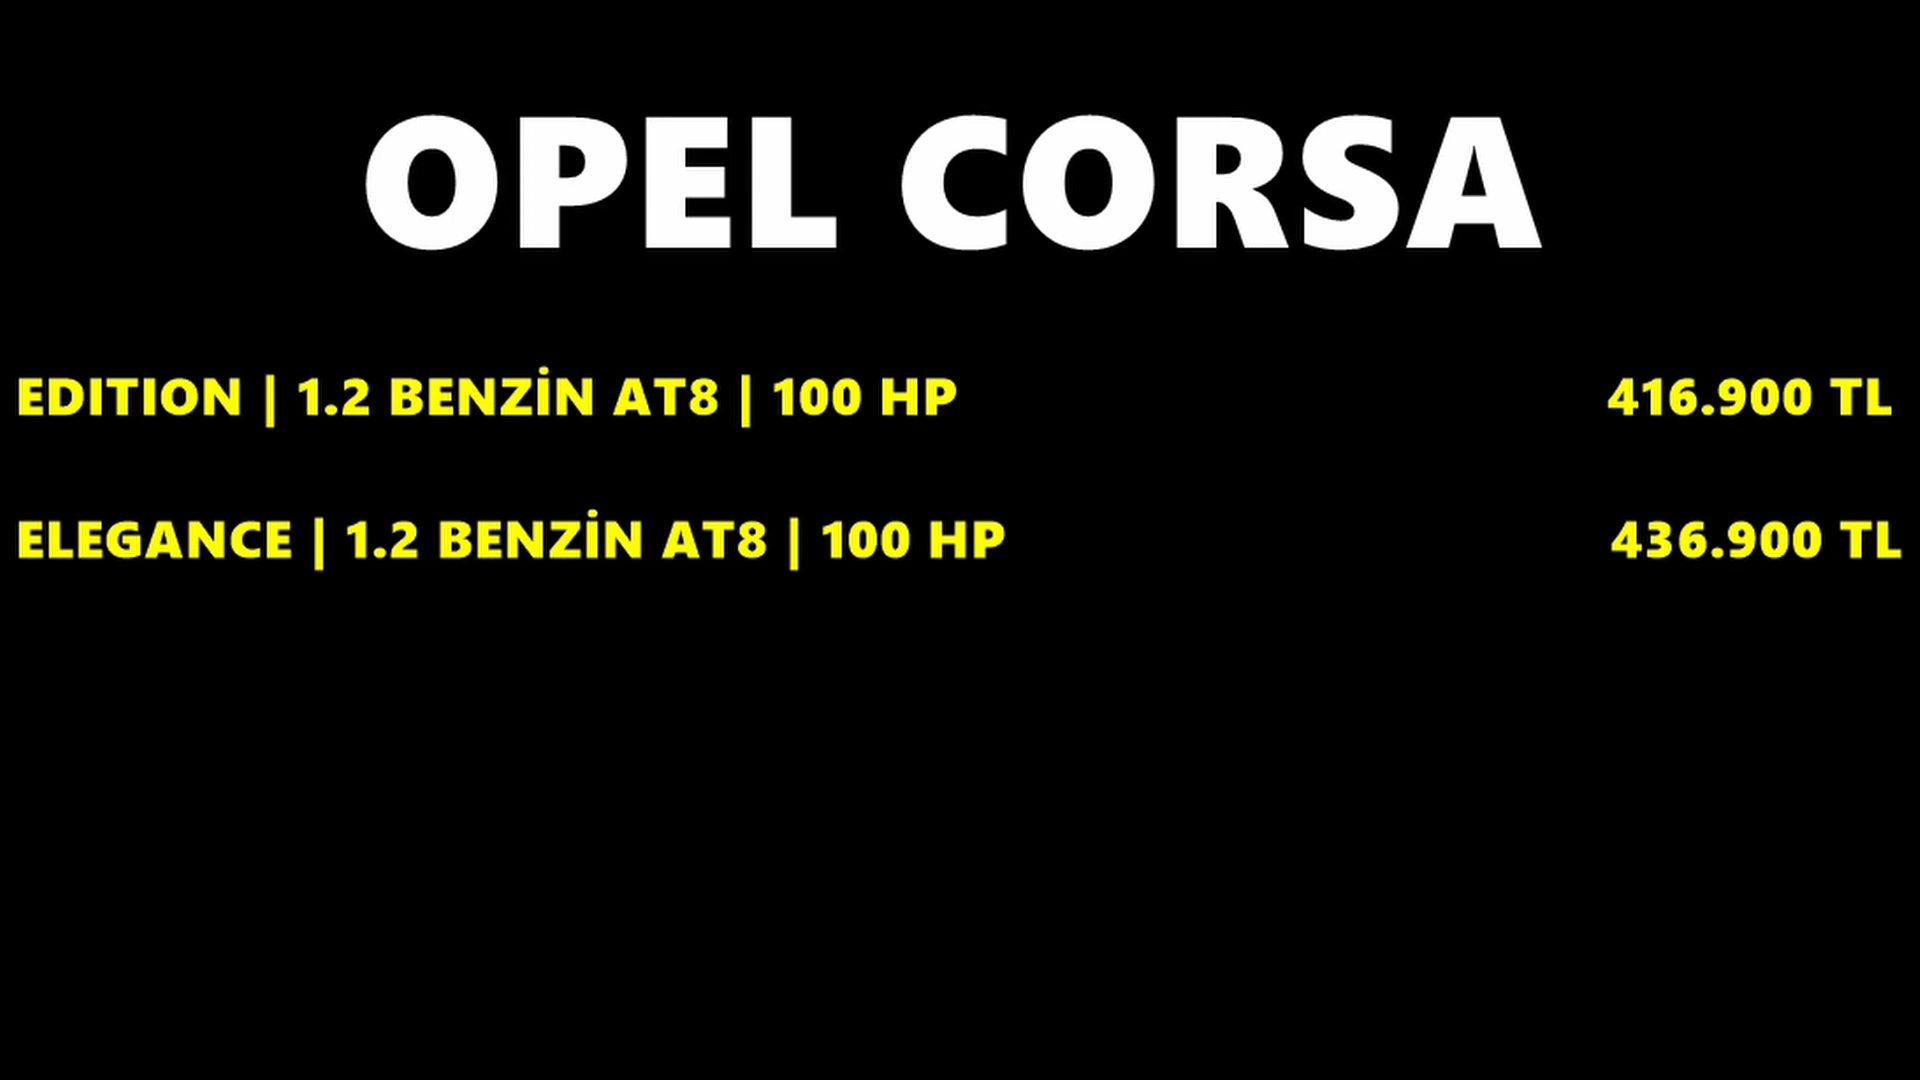 OPEL CORSA
EDITION | 1.2 BENZİN AT8 | 100 HP 416.900 TL
ELEGANCE | 1.2 BENZİN AT8 | 100 HP 436.900 TL